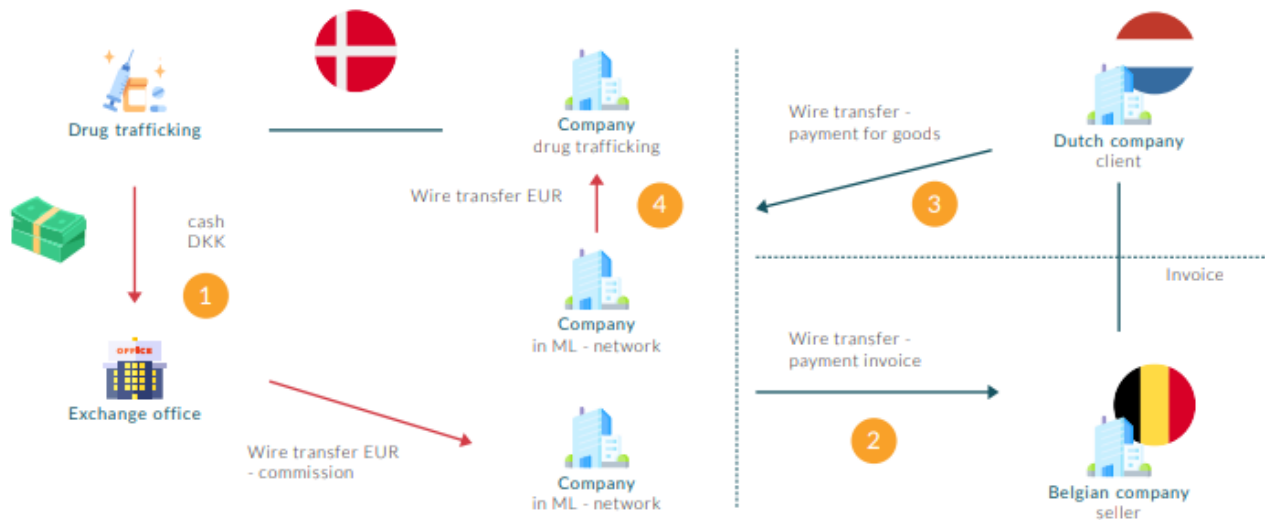 Drug trafficking
Company
drug trafficking
Wire transfer -
payment for goods
Dutch company
client
Wire transfer EUR
4
3
cash
DKK
1
Invoice
Company
in ML - network
Wire transfer -
payment invoice
OFFICE
Exchange office
2
Wire transfer EUR
- commission
Company
in ML - network
Belgian company
seller